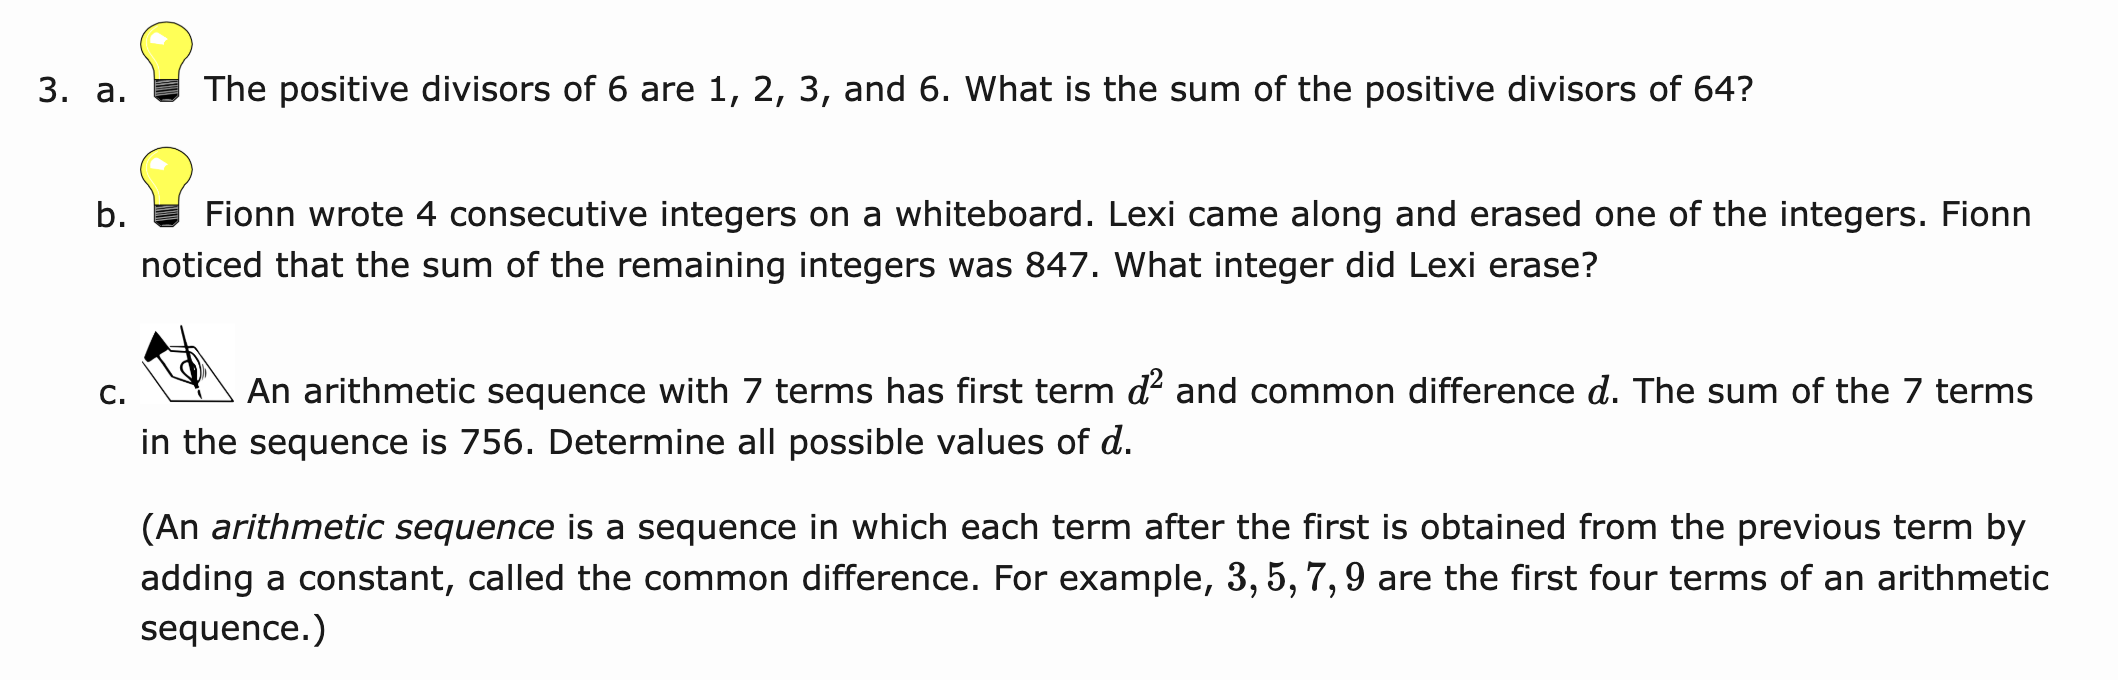 3. a. The positive divisors of 6 are 1, 2, 3, and 6. What is the sum of the positive divisors of 64?
b. Fionn wrote 4 consecutive integers on a whiteboard. Lexi came along and erased one of the integers. Fionn
noticed that the sum of the remaining integers was 847. What integer did Lexi erase?
c. An arithmetic sequence with 7 terms has first term d² and common difference d. The sum of the 7 terms
in the sequence is 756. Determine all possible values of d.
(An arithmetic sequence is a sequence in which each term after the first is obtained from the previous term by
adding a constant, called the common difference. For example, 3, 5, 7, 9 are the first four terms of an arithmetic
sequence.)